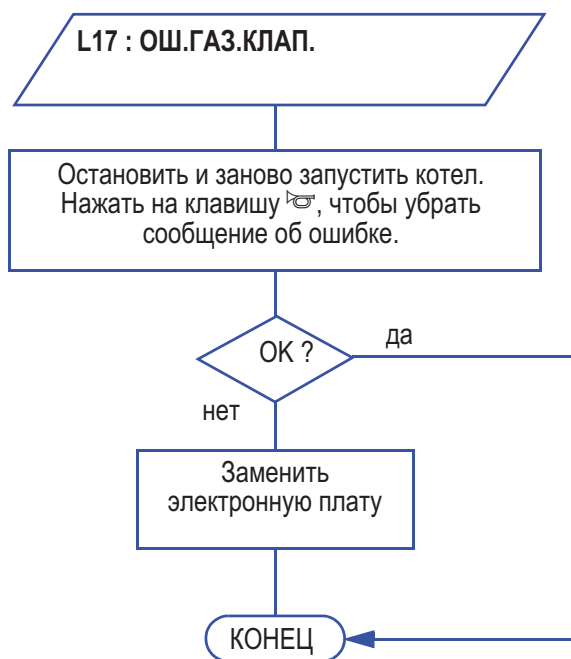 L17 : ОШ.ГАЗ.КЛАП.
Остановить и заново запустить котел.
Нажать на клавишу , чтобы убрать
сообщение об ошибке.
OK ?
да
нет
Заменить
электронную плату
КОНЕЦ